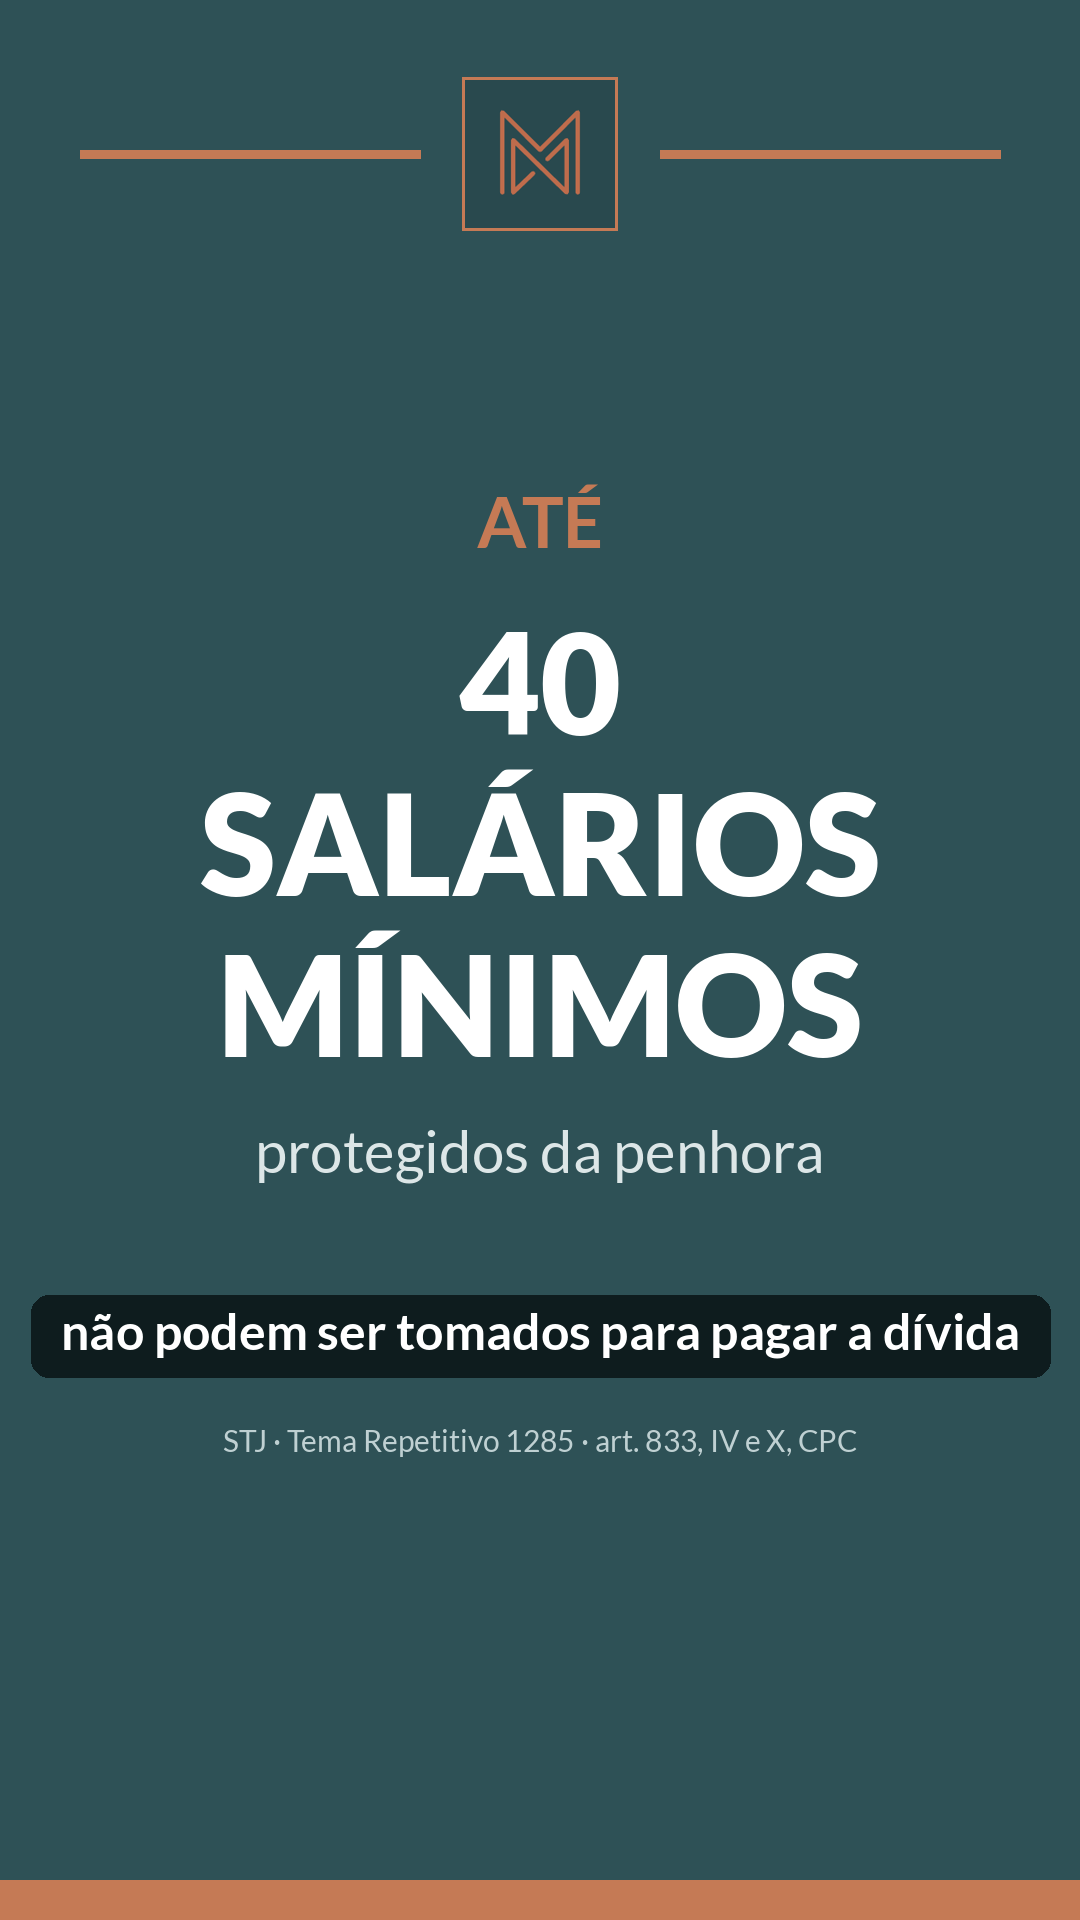 ATÉ
40
SALÁRIOS
MÍNIMOS
protegidos da penhora
não podem ser tomados para pagar a dívida
STJ · Tema Repetitivo 1285 · art. 833, IV e X, CPC